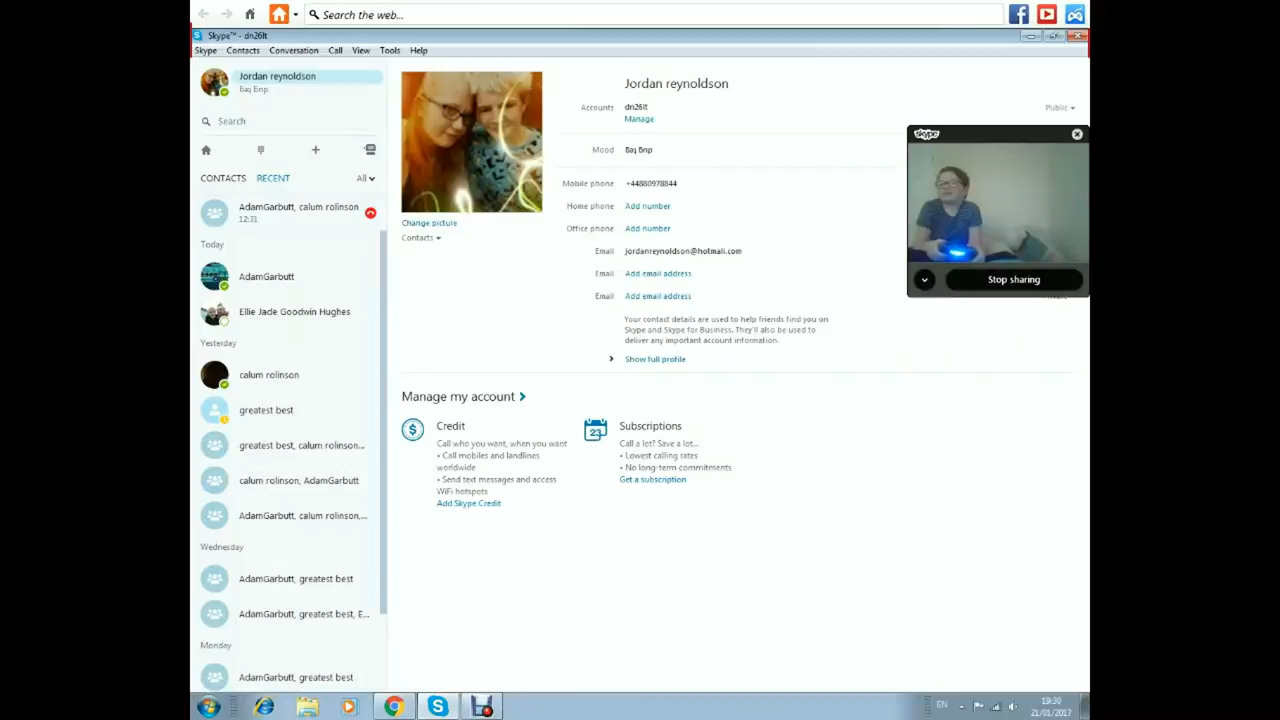 Search the web...
Skype™ - dn26lt
Skype Contacts Conversation Call View Tools Help
Jordan reynoldson
Search
CONTACTS RECENT All
AdamGarbutt, calum rolinson
12:31
Today
AdamGarbutt
Ellie Jade Goodwin Hughes
Yesterday
calum rolinson
greatest best
greatest best, calum rolinson...
calum rolinson, AdamGarbutt
AdamGarbutt, calum rolinson,...
Wednesday
AdamGarbutt, greatest best
AdamGarbutt, greatest best, E...
Monday
AdamGarbutt, greatest best
Change picture
Contacts
Jordan reynoldson
Accounts dn26lt Public
Manage
Mood
Mobile phone +44880978844
Home phone Add number
Office phone Add number
Email jordanreynoldson@hotmali.com
Email Add email address
Email Add email address
Your contact details are used to help friends find you on
Skype and Skype for Business. They'll also be used to
deliver any important account information.
Show full profile
Manage my account
Credit
Call who you want, when you want
• Call mobiles and landlines
worldwide
• Send text messages and access
WiFi hotspots
Add Skype Credit
23
Subscriptions
Call a lot? Save a lot...
• Lowest calling rates
• No long-term commitments
Get a subscription
skype
Stop sharing
EN
19:30
21/01/2017